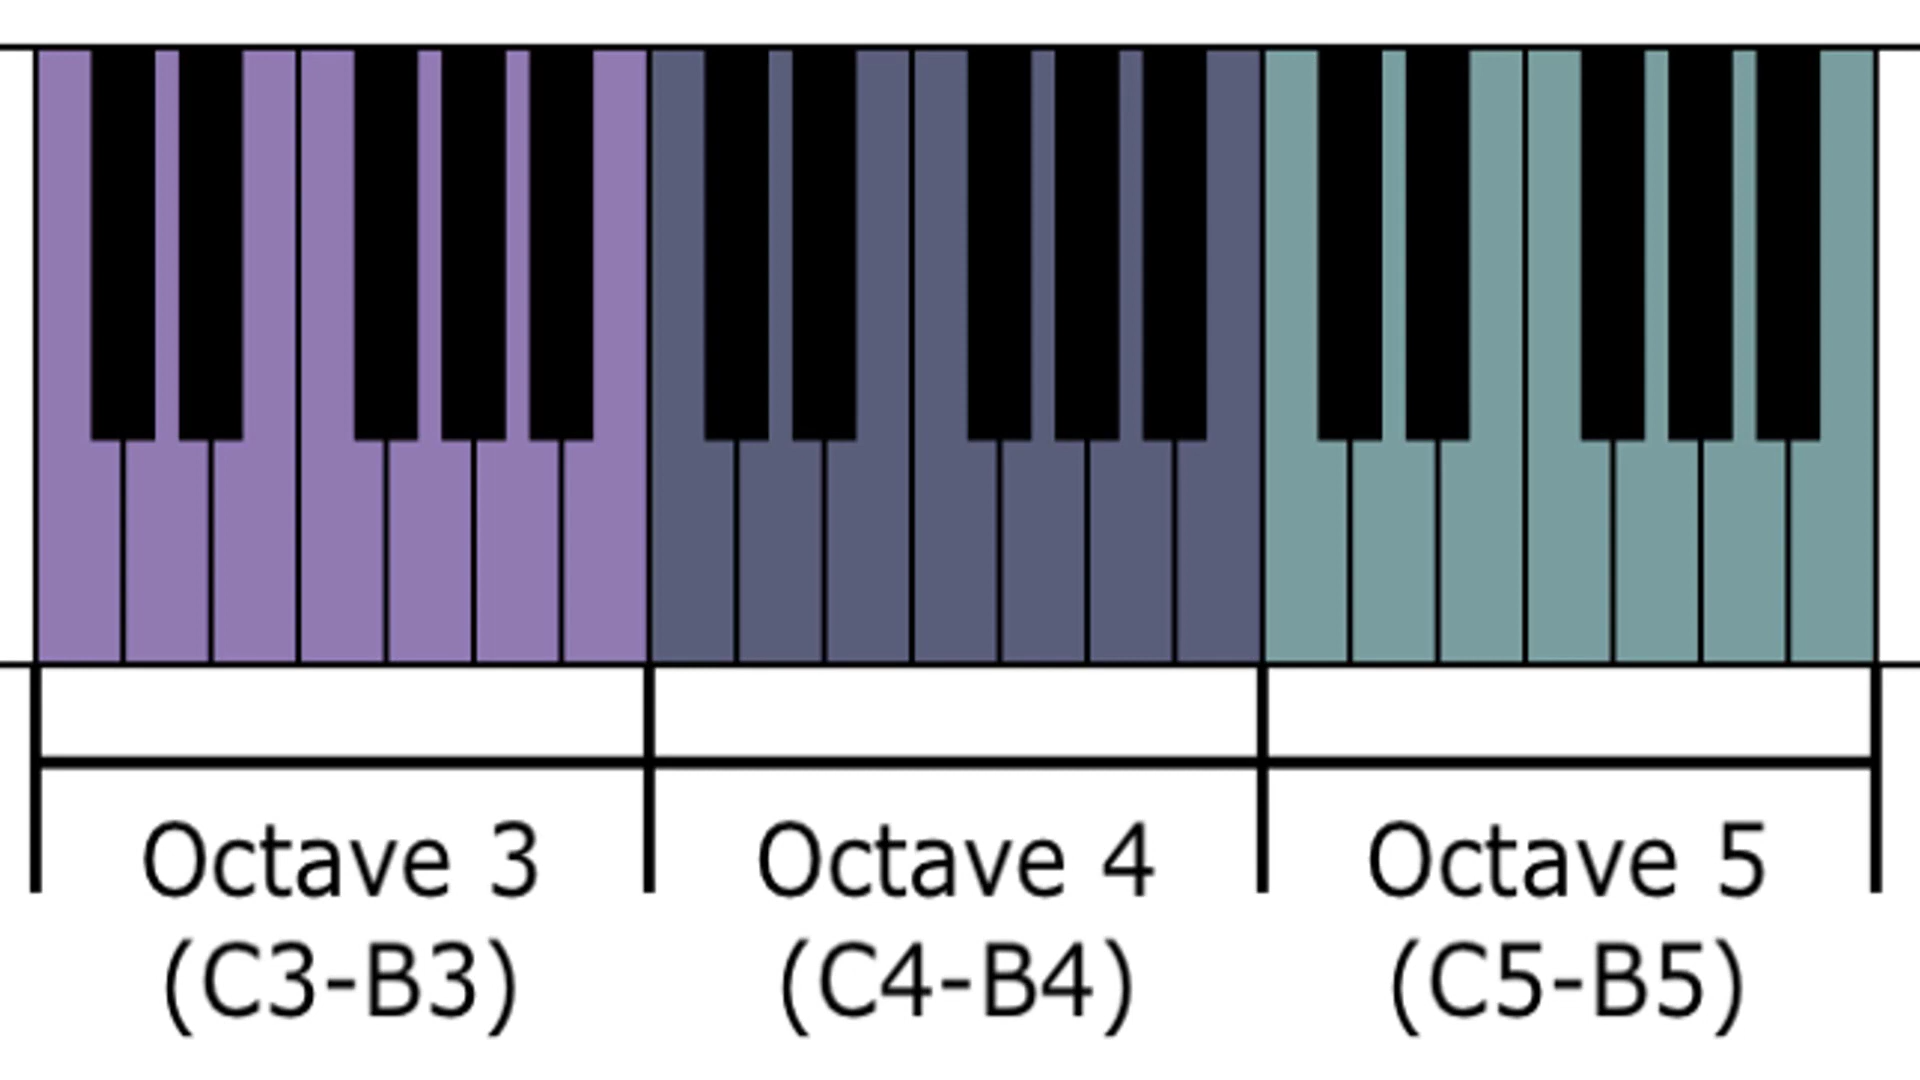 Octave 3
(C3-B3)
Octave 4
(C4-B4)
Octave 5
(C5-B5)